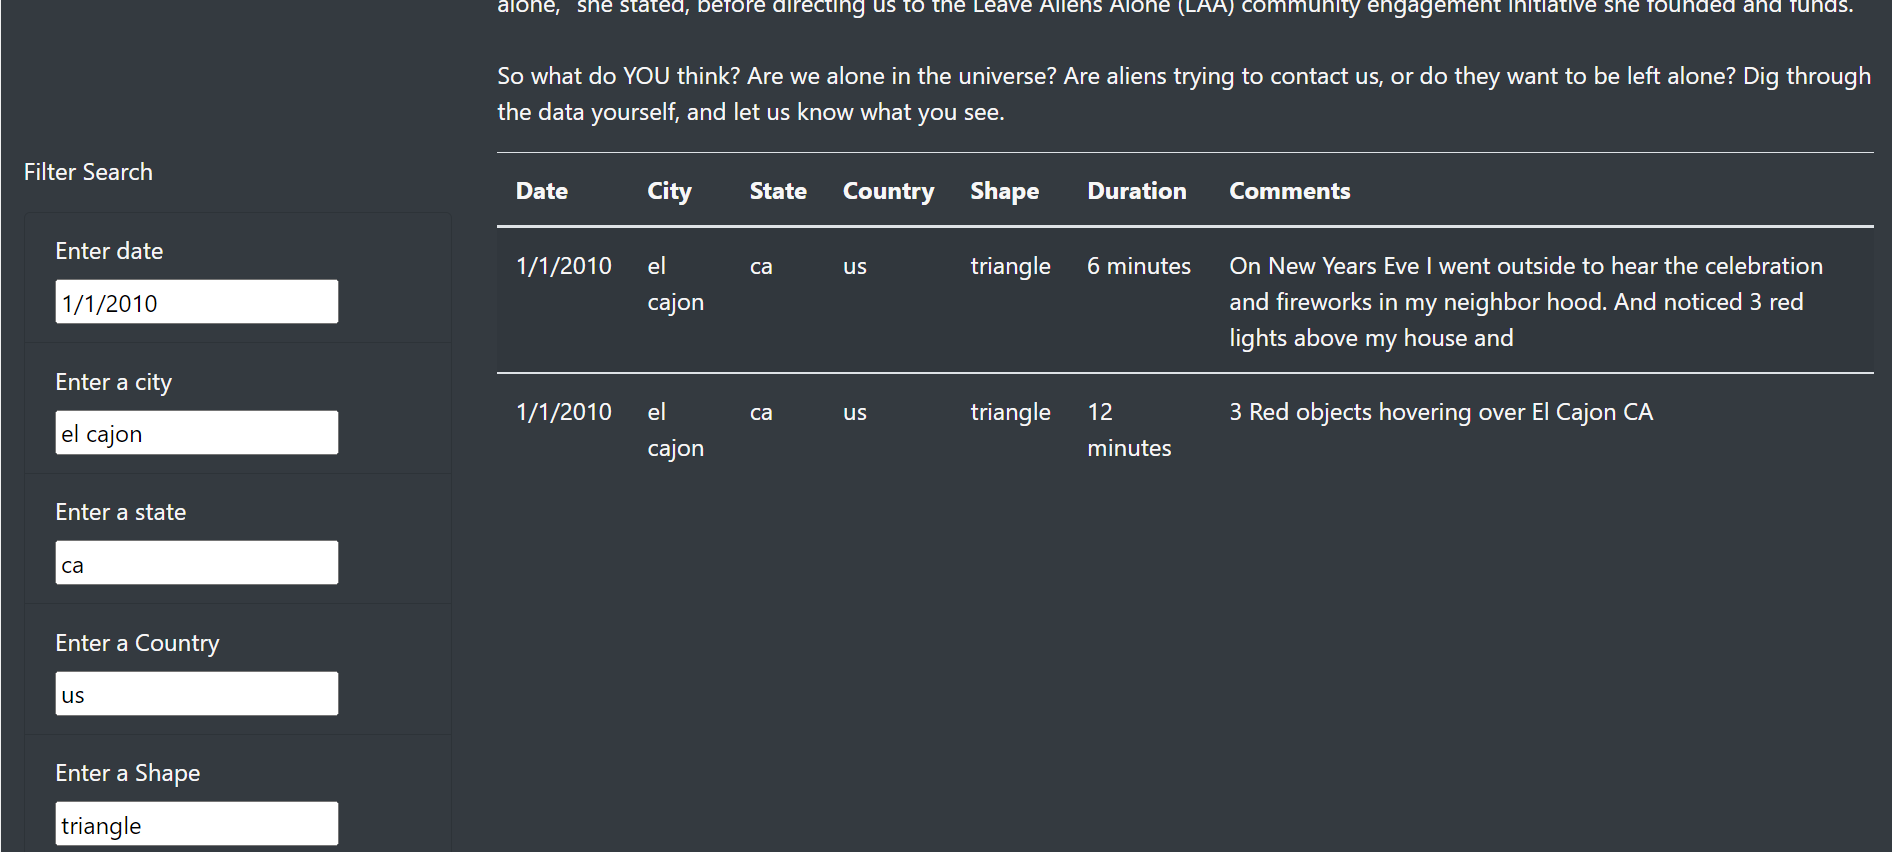 alone," she stated, before directing us to the Leave Aliens Alone (LAA) community engagement initiative she founded and funds.
So what do YOU think? Are we alone in the universe? Are aliens trying to contact us, or do they want to be left alone? Dig through
the data yourself, and let us know what you see.
Filter Search
Enter date
1/1/2010
Enter a city
el cajon
Enter a state
ca
Enter a Country
us
Enter a Shape
triangle
Date City State Country Shape Duration Comments
1/1/2010 el ca us triangle 6 minutes On New Years Eve I went outside to hear the celebration
cajon and fireworks in my neighbor hood. And noticed 3 red
lights above my house and
1/1/2010 el ca us triangle 12 3 Red objects hovering over El Cajon CA
cajon minutes